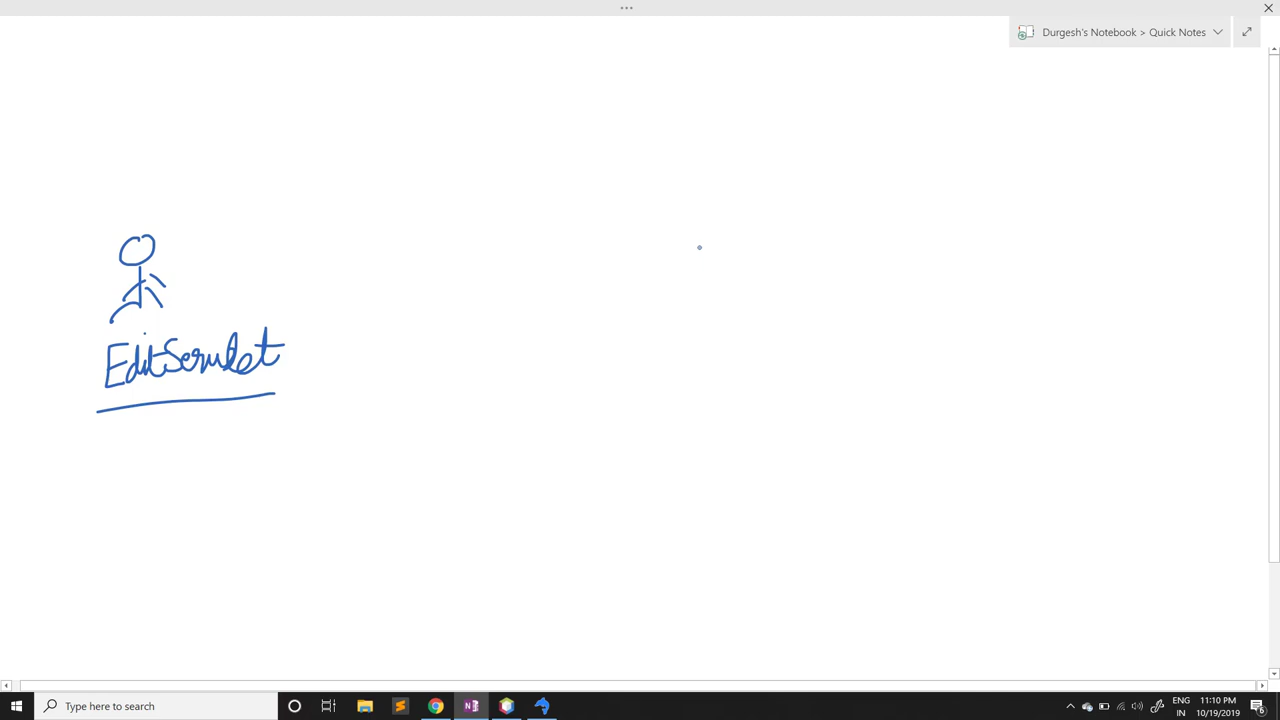 Durgesh's Notebook > Quick Notes
EditServlet
Type here to search
ENG
IN
11:10 PM
10/19/2019